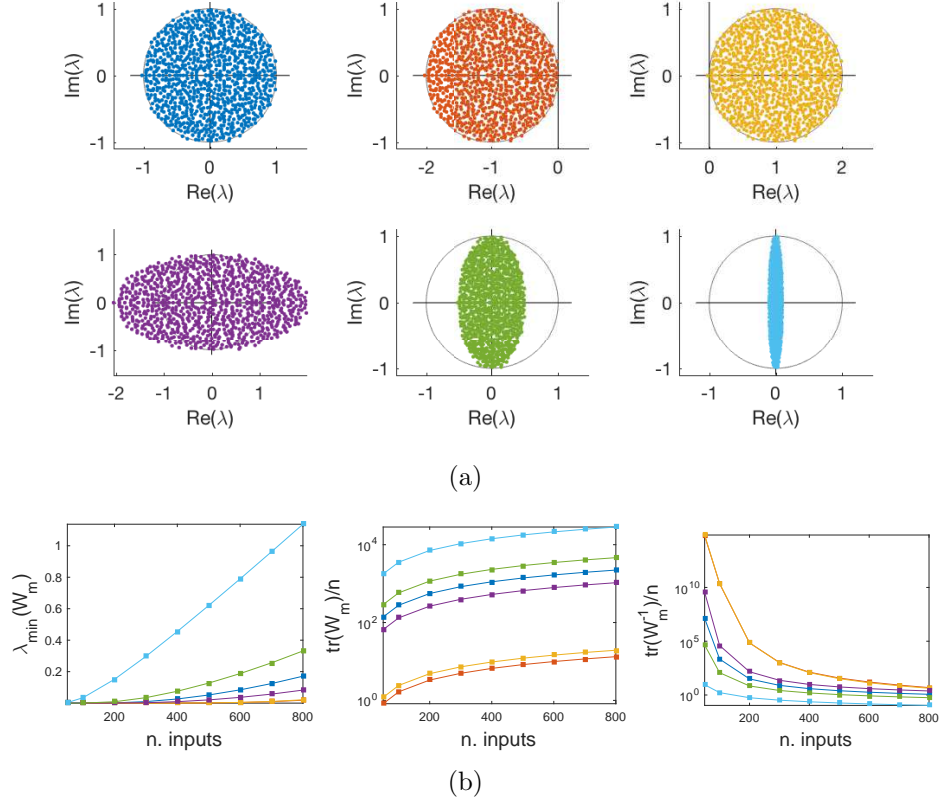 1 1 1
Im(λ) 0 Im(λ) 0 Im(λ) 0
-1 -1 -1
-1 0 1 -2 -1 0 0 1 2
Re(λ) Re(λ) Re(λ)
1 1 1
Im(λ) 0 Im(λ) 0 Im(λ) 0
-1 -1 -1
-2 -1 0 1 -1 0 1 -1 0 1
Re(λ) Re(λ) Re(λ)
(a)
λmin(Wm) 1 0.8 0.6 0.4 0.2
200 400 600 800
n. inputs
tr(Wm)/n 10^4 10^2 10^0
200 400 600 800
n. inputs
tr(Wm^-1)/n 10^10 10^5 10^0
200 400 600 800
n. inputs
(b)